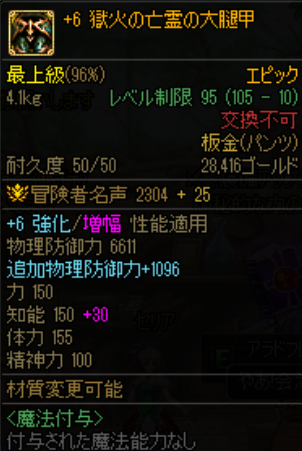 +6 獄火の亡霊の大腿甲
最上級(96%) エピック
4.1kg レベル制限 95 (105 - 10)
交換不可
板金(パンツ)
耐久度 50/50 28,416ゴールド
冒険者名声 2304 + 25
+6 強化/増幅 性能適用
物理防御力 6611
追加物理防御力+1096
力 150
知能 150 +30
体力 155
精神力 100
材質変更可能
<魔法付与>
付与された魔法能力なし